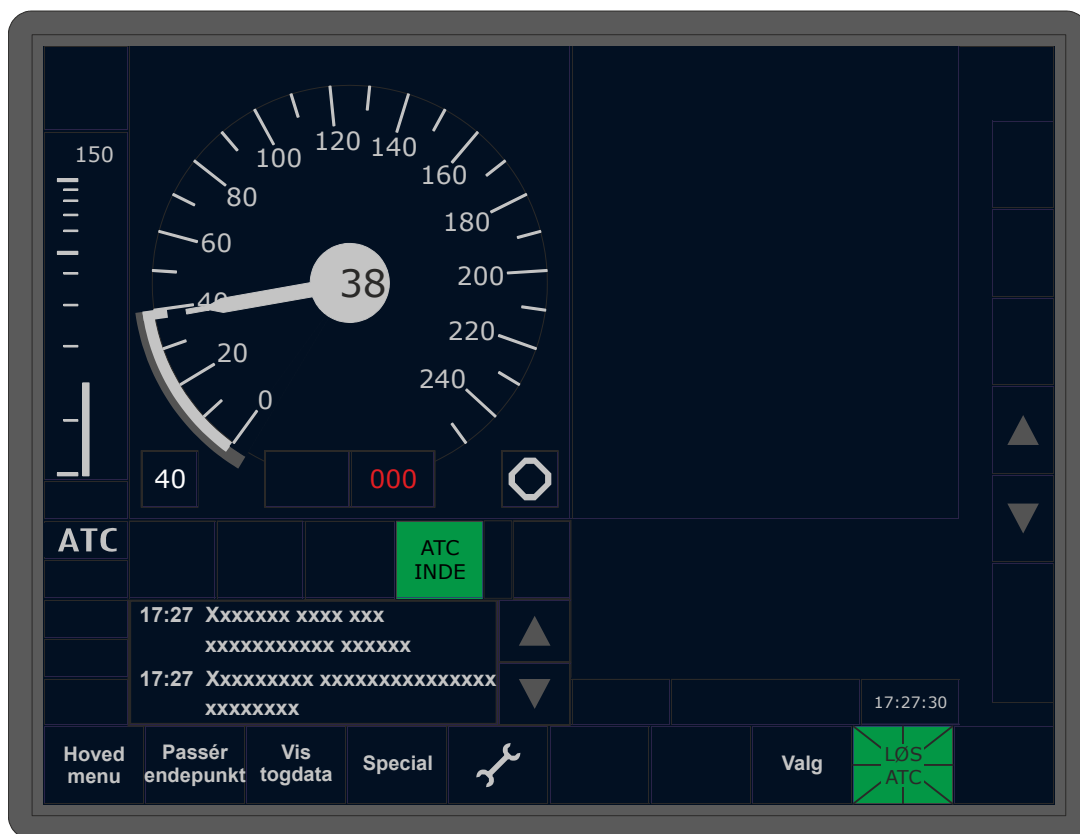 150
0
20
40
60
80
100
120
140
160
180
200
220
240
38
40
000
ATC
ATC
INDE
17:27 Xxxxxxx xxxx xxx
xxxxxxxxxxx xxxxxx
17:27 Xxxxxxxxx xxxxxxxxxxxxxxx
xxxxxxxx
17:27:30
Hoved
menu
Passér
endepunkt
Vis
togdata
Special
Valg
LØS
ATC